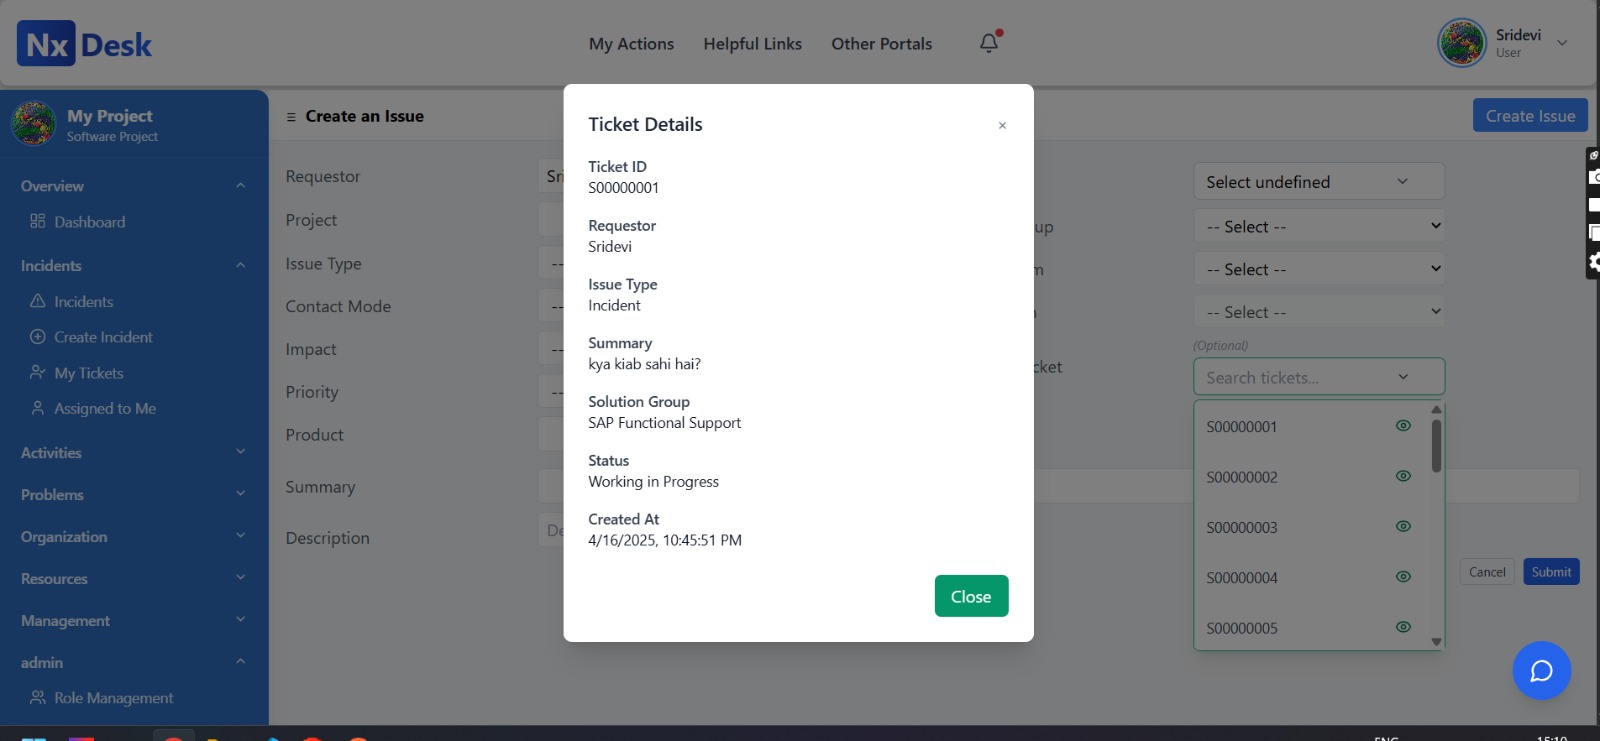 Nx Desk
My Actions
Helpful Links
Other Portals
Sridevi
User
My Project
Software Project
Overview
Dashboard
Incidents
Incidents
Create Incident
My Tickets
Assigned to Me
Activities
Problems
Organization
Resources
Management
admin
Role Management
Create an Issue
Create Issue
Requestor
Project
Issue Type
Contact Mode
Impact
Priority
Product
Summary
Description
Ticket Details
×
Ticket ID
S00000001
Requestor
Sridevi
Issue Type
Incident
Summary
kya kiab sahi hai?
Solution Group
SAP Functional Support
Status
Working in Progress
Created At
4/16/2025, 10:45:51 PM
Close
Select undefined
-- Select --
-- Select --
-- Select --
(Optional)
Search tickets...
S00000001
S00000002
S00000003
S00000004
S00000005
Cancel
Submit